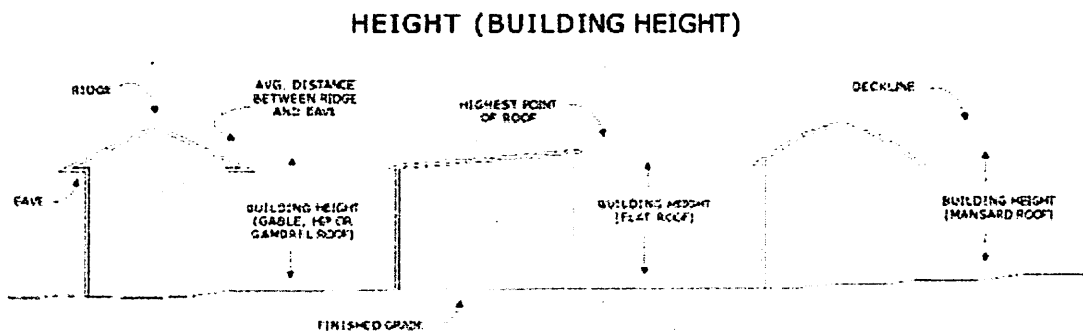 HEIGHT (BUILDING HEIGHT)
RIDGE
AVG. DISTANCE
BETWEEN RIDGE
AND EAVE
HIGHEST POINT
OF ROOF
DECKLINE
EAVE
BUILDING HEIGHT
(GABLE, HIP OR
GAMBREL ROOF)
BUILDING HEIGHT
(FLAT ROOF)
BUILDING HEIGHT
(MANSARD ROOF)
FINISHED GRADE